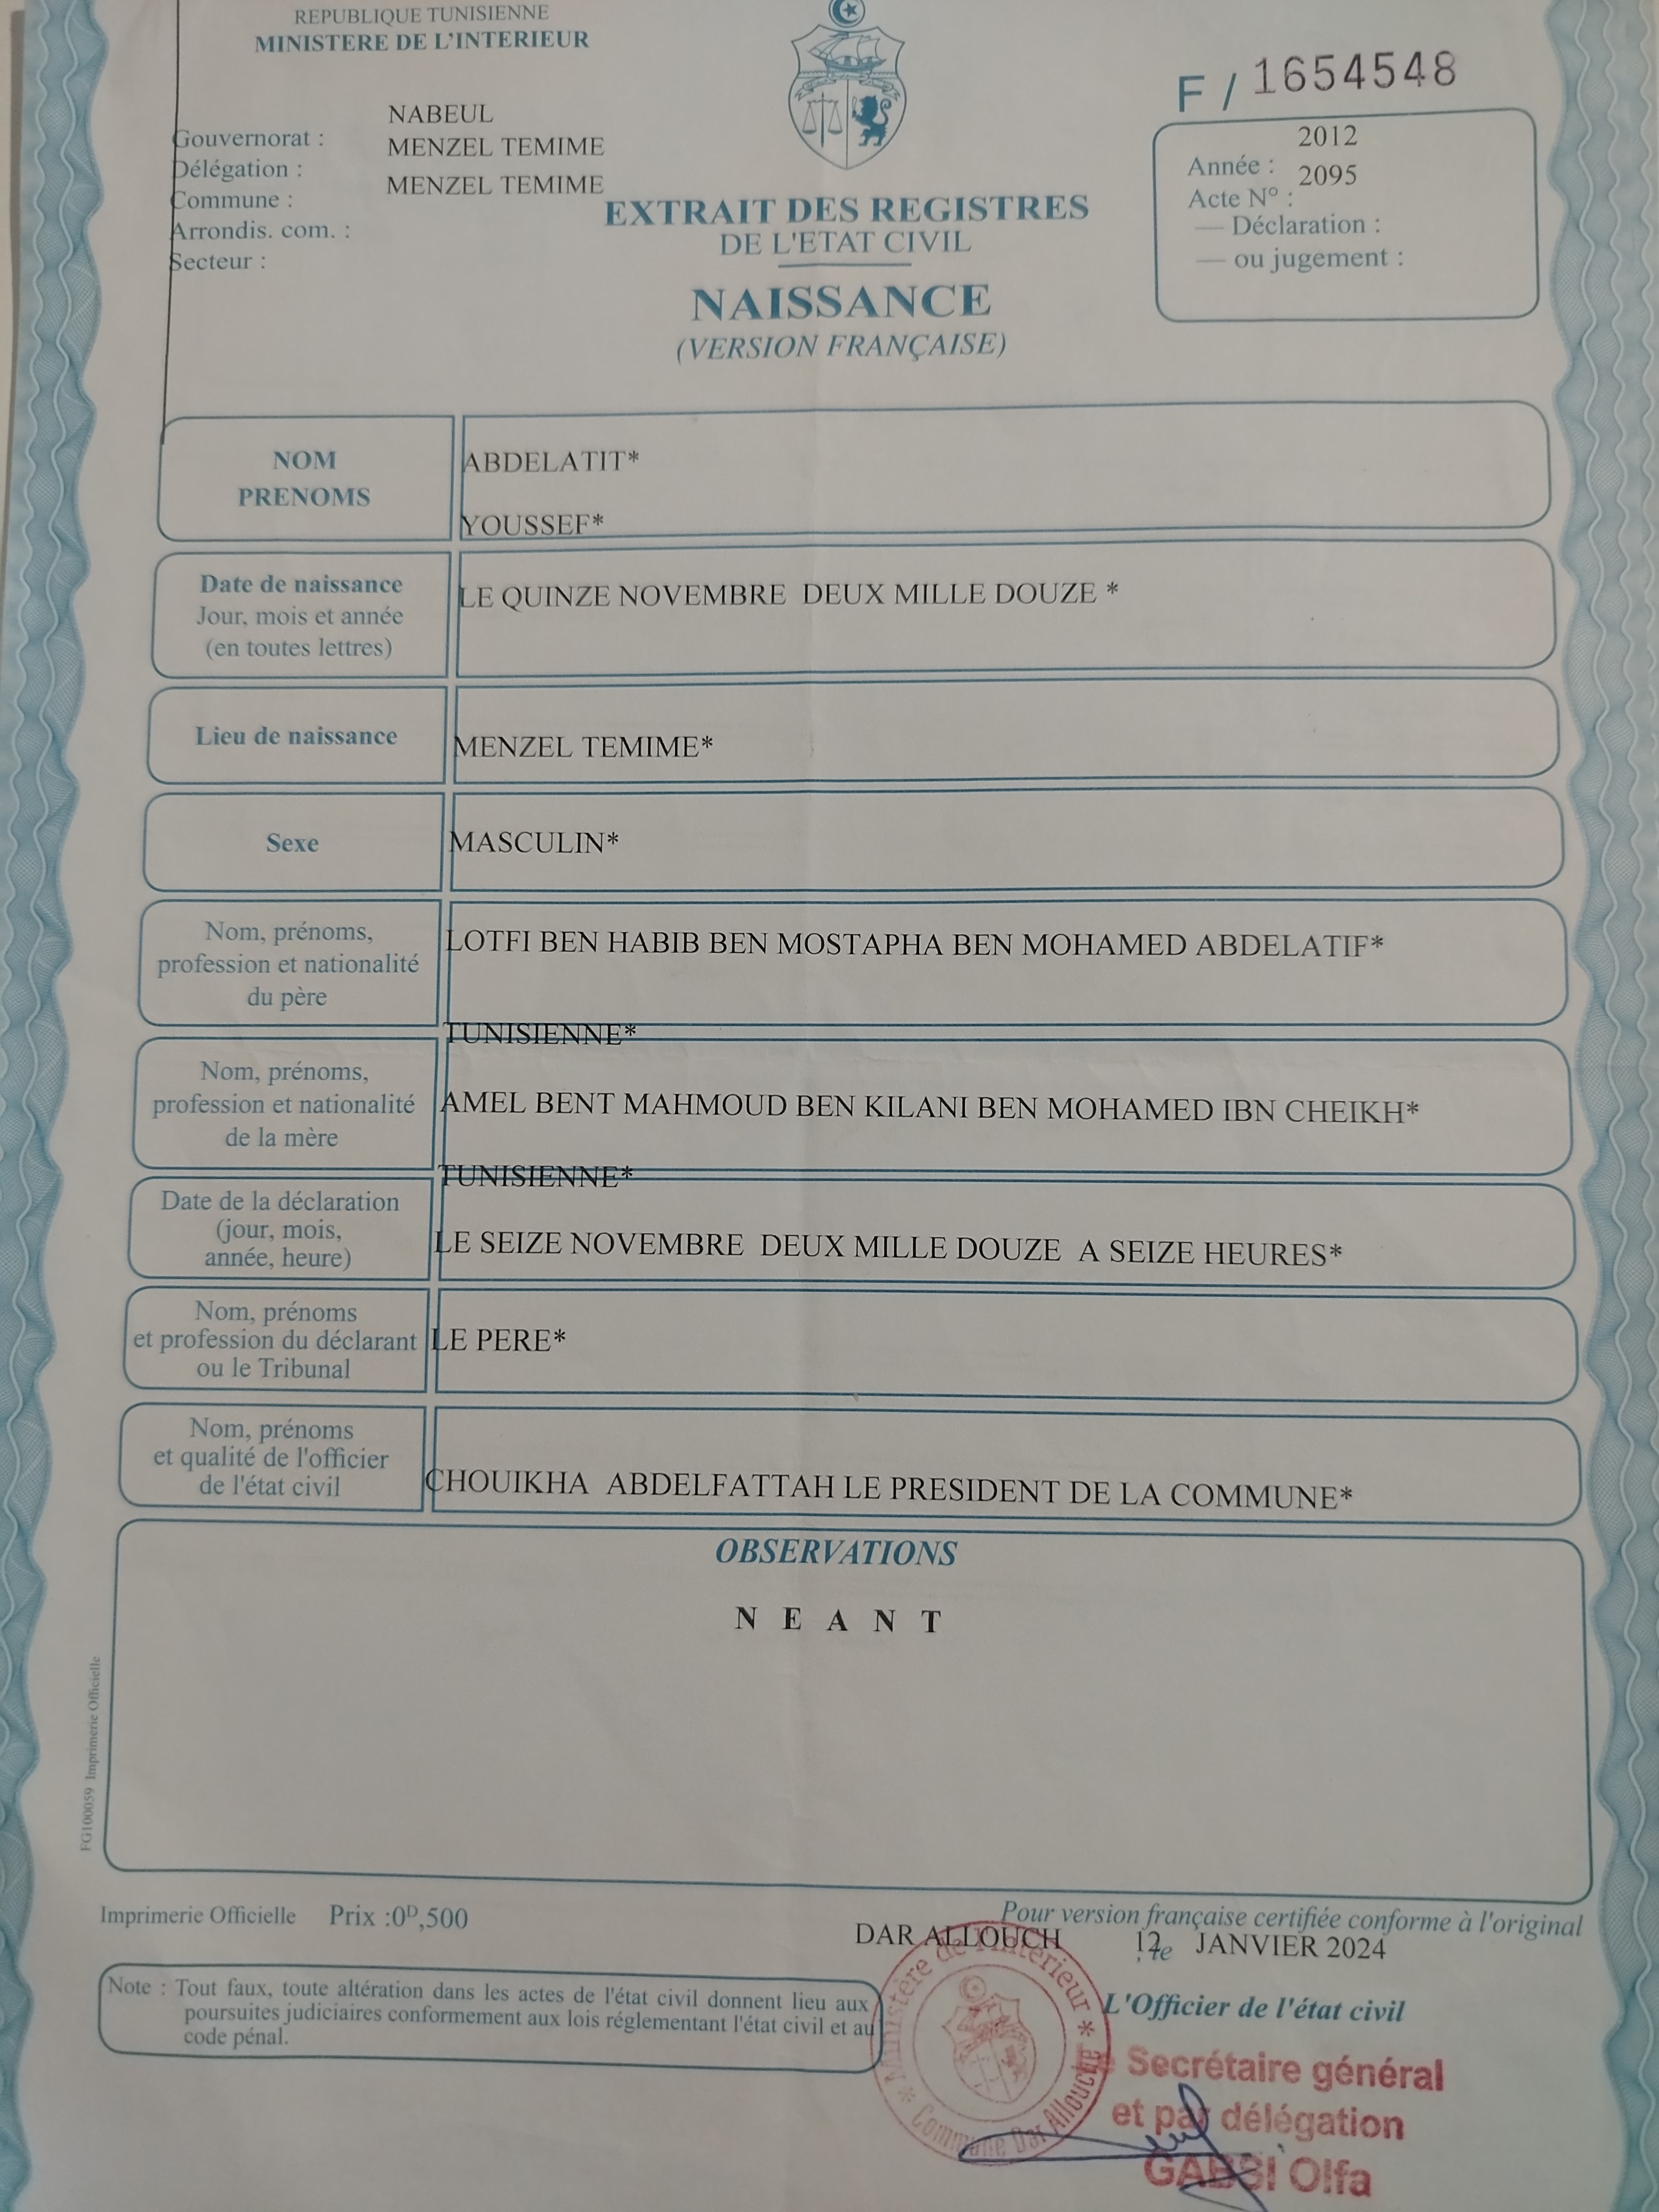 REPUBLIQUE TUNISIENNE
MINISTERE DE L'INTERIEUR
F / 1654548
NABEUL
Gouvernorat :
MENZEL TEMIME
Délégation :
MENZEL TEMIME
Commune :
Arrondis. com. :
Secteur :
2012
Année :
2095
Acte N° :
— Déclaration :
— ou jugement :
EXTRAIT DES REGISTRES
DE L'ETAT CIVIL
NAISSANCE
(VERSION FRANÇAISE)
NOM
PRENOMS
ABDELATIT*
YOUSSEF*
Date de naissance
Jour, mois et année
(en toutes lettres)
LE QUINZE NOVEMBRE DEUX MILLE DOUZE *
Lieu de naissance
MENZEL TEMIME*
Sexe
MASCULIN*
Nom, prénoms,
profession et nationalité
du père
LOTFI BEN HABIB BEN MOSTAPHA BEN MOHAMED ABDELATIF*
TUNISIENNE*
Nom, prénoms,
profession et nationalité
de la mère
AMEL BENT MAHMOUD BEN KILANI BEN MOHAMED IBN CHEIKH*
TUNISIENNE*
Date de la déclaration
(jour, mois,
année, heure)
LE SEIZE NOVEMBRE DEUX MILLE DOUZE A SEIZE HEURES*
Nom, prénoms
et profession du déclarant
ou le Tribunal
LE PERE*
Nom, prénoms
et qualité de l'officier
de l'état civil
CHOUIKHA ABDELFATTAH LE PRESIDENT DE LA COMMUNE*
OBSERVATIONS
N E A N T
FG100059 Imprimerie Officielle
Imprimerie Officielle Prix :0D,500
Pour version française certifiée conforme à l'original
DAR ALLOUCH 12 le JANVIER 2024
Note : Tout faux, toute altération dans les actes de l'état civil donnent lieu aux
poursuites judiciaires conformement aux lois réglementant l'état civil et au
code pénal.
L'Officier de l'état civil
* Ministère de l'Intérieur *
Commune Dar Allouche
Secrétaire général
et par délégation
GABSI Olfa